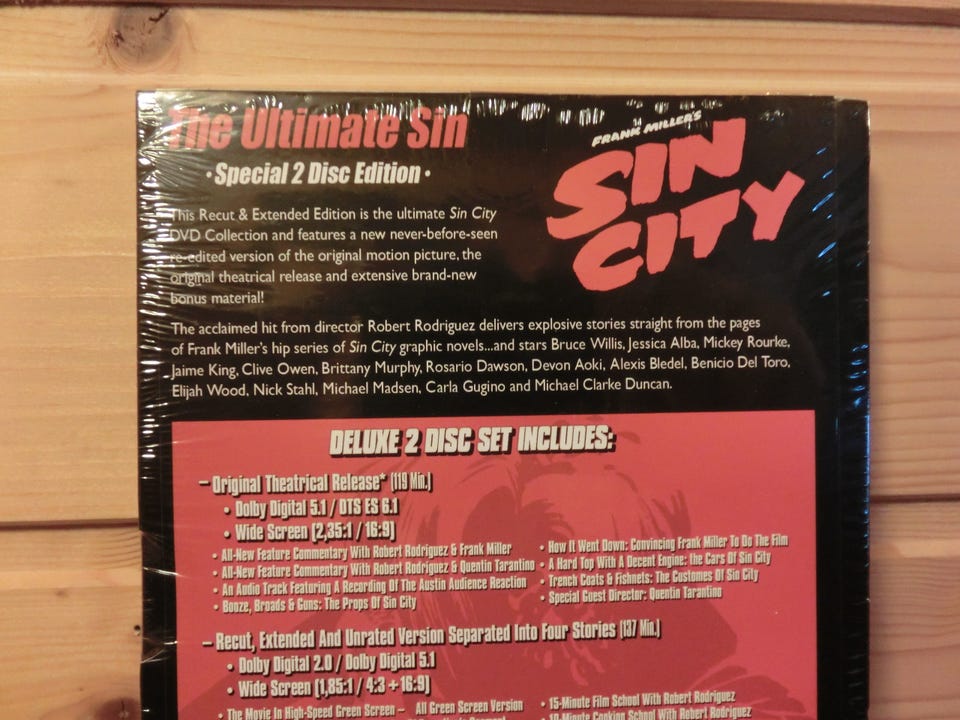 The Ultimate Sin
• Special 2 Disc Edition •
FRANK MILLER'S
SIN
CITY
This Recut & Extended Edition is the ultimate Sin City
DVD Collection and features a new never-before-seen
re-edited version of the original motion picture, the
original theatrical release and extensive brand-new
bonus material!
The acclaimed hit from director Robert Rodriguez delivers explosive stories straight from the pages
of Frank Miller's hip series of Sin City graphic novels...and stars Bruce Willis, Jessica Alba, Mickey Rourke,
Jaime King, Clive Owen, Brittany Murphy, Rosario Dawson, Devon Aoki, Alexis Bledel, Benicio Del Toro,
Elijah Wood, Nick Stahl, Michael Madsen, Carla Gugino and Michael Clarke Duncan.
DELUXE 2 DISC SET INCLUDES:
– Original Theatrical Release* (119 Min.)
• Dolby Digital 5.1 / DTS ES 6.1
• Wide Screen (2,35:1 / 16:9)
• All-New Feature Commentary With Robert Rodriguez & Frank Miller
• All-New Feature Commentary With Robert Rodriguez & Quentin Tarantino
• An Audio Track Featuring A Recording Of The Austin Audience Reaction
• Booze, Broads & Guns: The Props Of Sin City
• How It Went Down: Convincing Frank Miller To Do The Film
• A Hard Top With A Decent Engine: the Cars Of Sin City
• Trench Coats & Fishnets: The Costumes Of Sin City
• Special Guest Director: Quentin Tarantino
– Recut, Extended And Unrated Version Separated Into Four Stories (137 Min.)
• Dolby Digital 2.0 / Dolby Digital 5.1
• Wide Screen (1,85:1 / 4:3 + 16:9)
• The Movie In High-Speed Green Screen – All Green Screen Version
• 15-Minute Film School With Robert Rodriguez
Cooking School With Robert Rodriguez